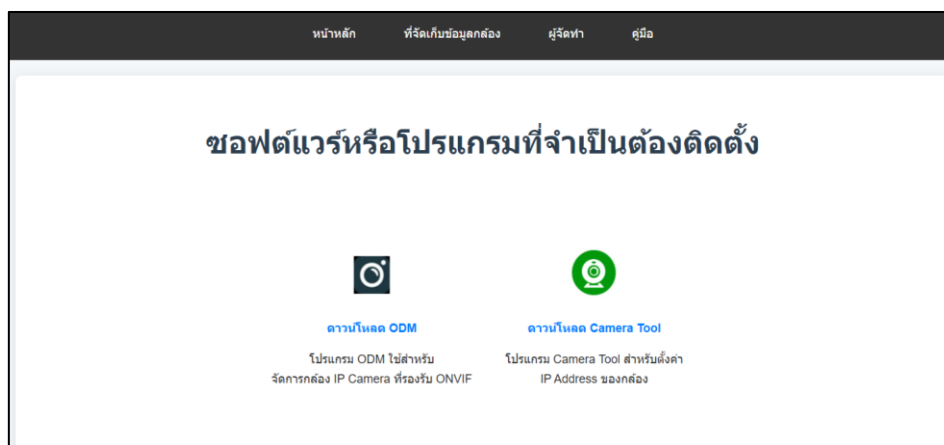 หน้าหลัก ที่จัดเก็บข้อมูลกล้อง ผู้จัดทำ คู่มือ
ซอฟต์แวร์หรือโปรแกรมที่จำเป็นต้องติดตั้ง
ดาวน์โหลด ODM
โปรแกรม ODM ใช้สำหรับ
จัดการกล้อง IP Camera ที่รองรับ ONVIF
ดาวน์โหลด Camera Tool
โปรแกรม Camera Tool สำหรับตั้งค่า
IP Address ของกล้อง